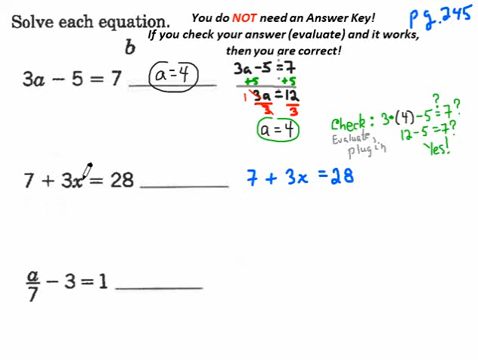 Solve each equation.
You do NOT need an Answer Key!
pg.245
If you check your answer (evaluate) and it works,
then you are correct!
b
3a − 5 = 7 a=4
3a-5=7
+5 +5
1 3a=12
3 3
a=4
Check: 3•(4)-5=7?
?
Evaluate, plug in
12-5=7?
Yes!
7 + 3x = 28
7 + 3x = 28
a/7 − 3 = 1